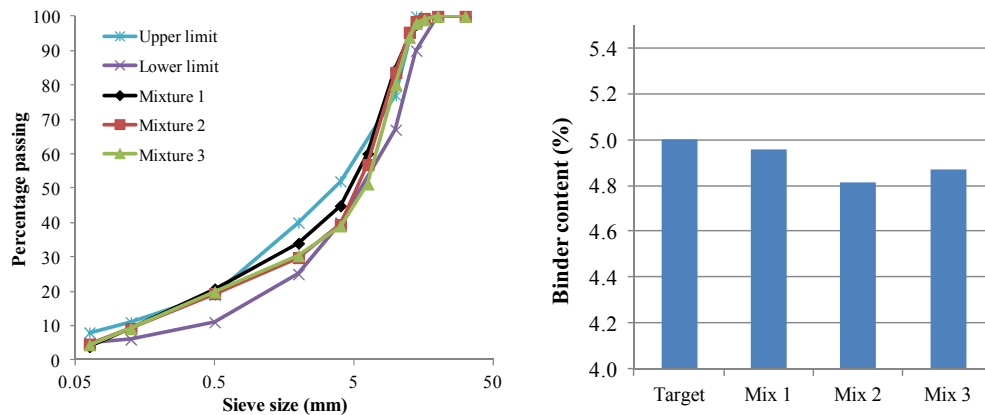 100
90
80
70
60
50
40
30
20
10
0
Percentage passing
Upper limit
Lower limit
Mixture 1
Mixture 2
Mixture 3
0.05
0.5
5
50
Sieve size (mm)
5.4
5.2
5.0
4.8
4.6
4.4
4.2
4.0
Binder content (%)
Target
Mix 1
Mix 2
Mix 3